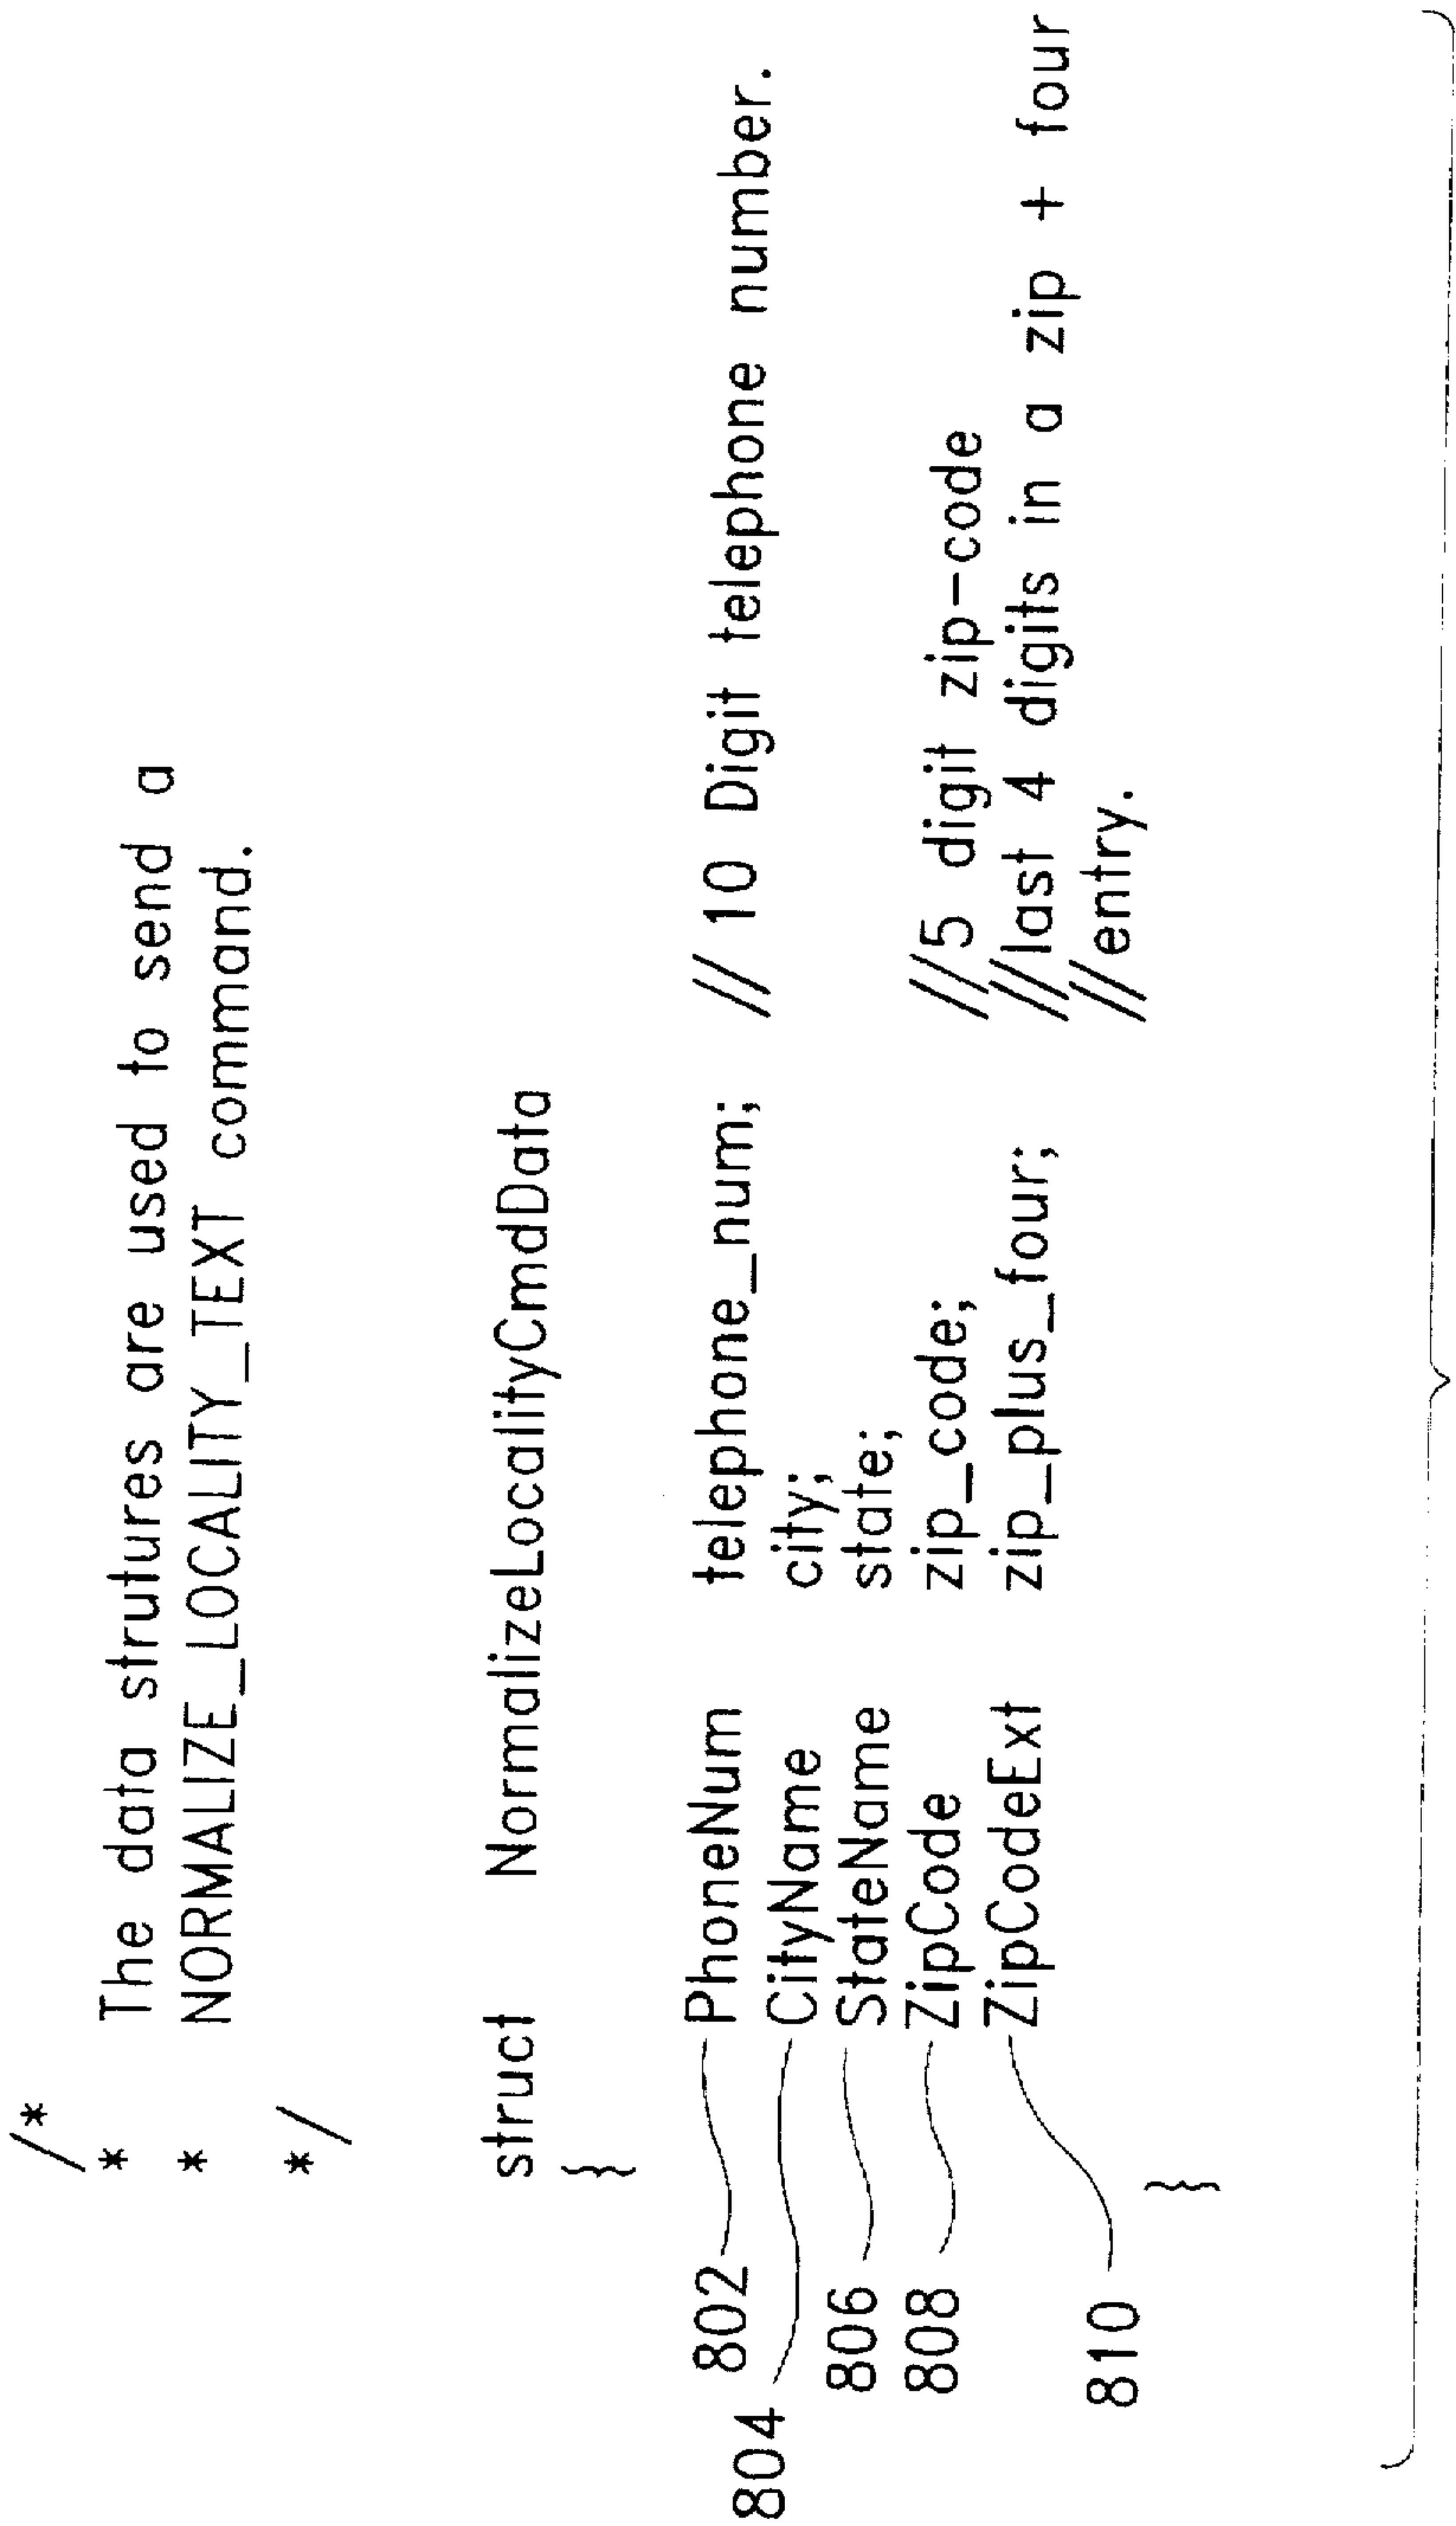 /*
* The data strutures are used to send a
* NORMALIZE_LOCALITY_TEXT command.
*/
struct NormalizeLocalityCmdData
{
802 PhoneNum telephone_num; // 10 Digit telephone number.
804 CityName city;
806 StateName state;
808 ZipCode zip_code; //5 digit zip-code
810 ZipCodeExt zip_plus_four; //last 4 digits in a zip + four
//entry.
}